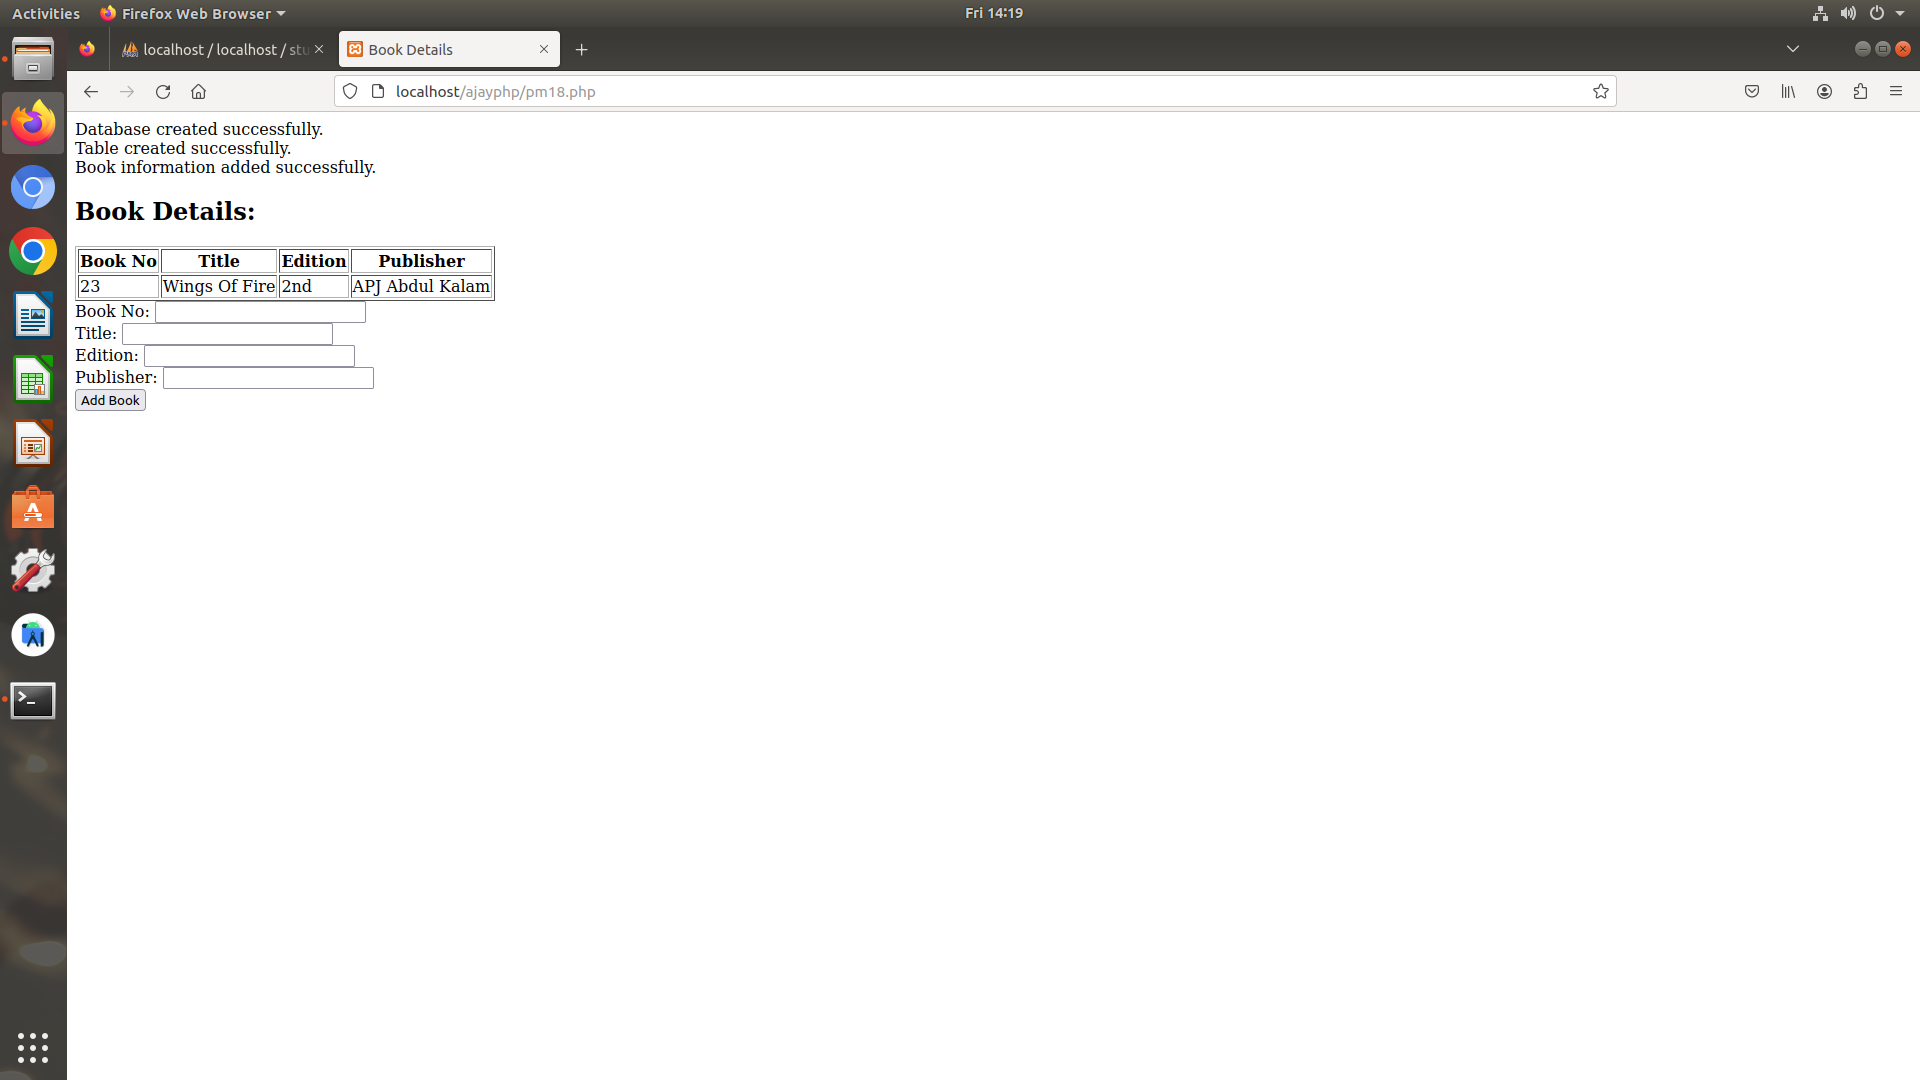 Activities Firefox Web Browser Fri 14:19
localhost / localhost / stu Book Details
localhost/ajayphp/pm18.php
Database created successfully.
Table created successfully.
Book information added successfully.
Book Details:
Book No Title Edition Publisher
23 Wings Of Fire 2nd APJ Abdul Kalam
Book No:
Title:
Edition:
Publisher:
Add Book